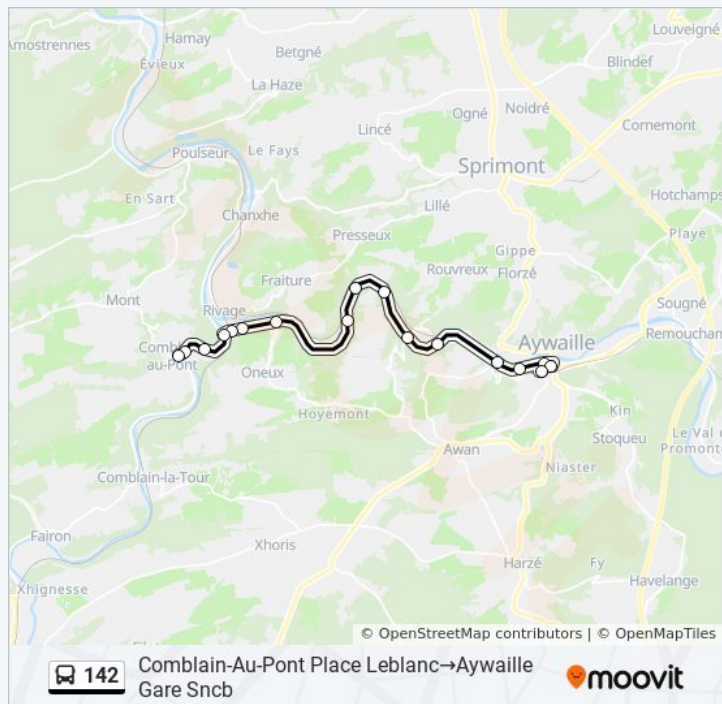 Hamay
Louveigné
Amostrennes
Betgné
Évieux
Blindef
La Haze
Ogné
Noidré
Cornemont
Lincé
Poulseur
Le Fays
Sprimont
En Sart
Hotchamps
Lillé
Chanxhe
Presseux
Playe
Gippe
Rouvreux
Florzé
Fraiture
Mont
Sougné
Rivage
Remoucham
Aywaille
Comb
au-Pont
Oneux
Kin
Hoyemont
Le Val d
Stoqueu
Promont
Awan
Niaster
Comblain-la-Tour
Fairon
Xhoris
Harzé
Fy
Havelange
Xhignesse
© OpenStreetMap contributors | © OpenMapTiles
142
Comblain-Au-Pont Place Leblanc→Aywaille
Gare Sncb
moovit